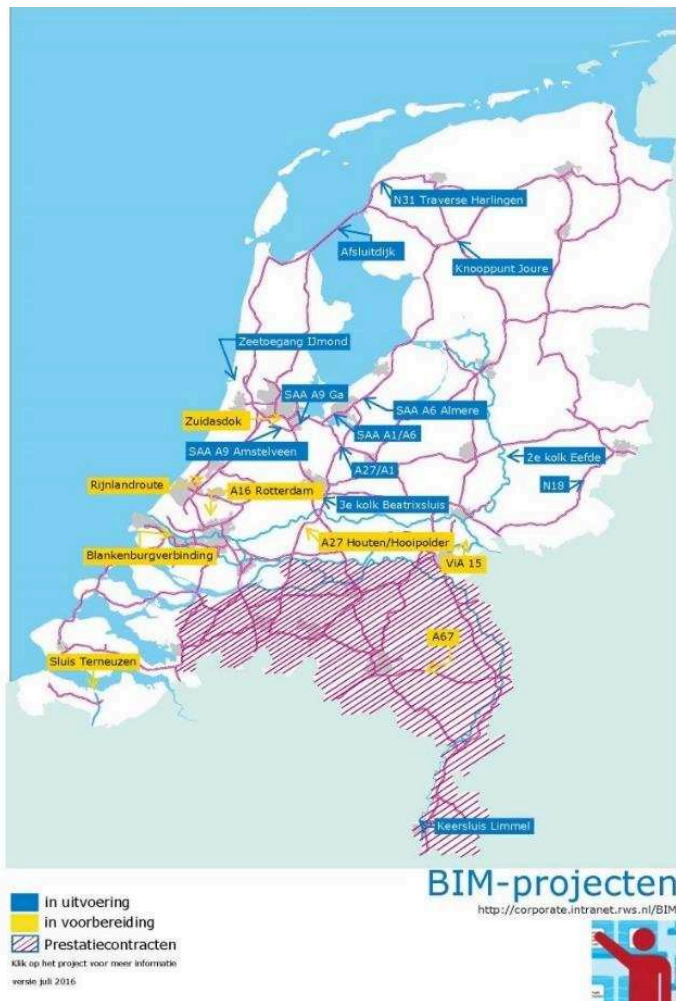 N31 Traverse Harlingen
Afsluitdijk
Knooppunt Joure
Zeetoegang IJmond
SAA A9 Ga
Zuidasdok
SAA A6 Almere
SAA A9 Amstelveen
SAA A1/A6
2e kolk Eefde
A27/A1
Rijnlandroute
A16 Rotterdam
N18
3e kolk Beatrixsluis
A27 Houten/Hooipolder
Blankenburgverbinding
ViA 15
A67
Sluis Terneuzen
Keersluis Limmel
BIM-projecten
http://corporate.intranet.rws.nl/BIM
in uitvoering
in voorbereiding
Prestatiecontracten
Klik op het project voor meer informatie
versie juli 2016